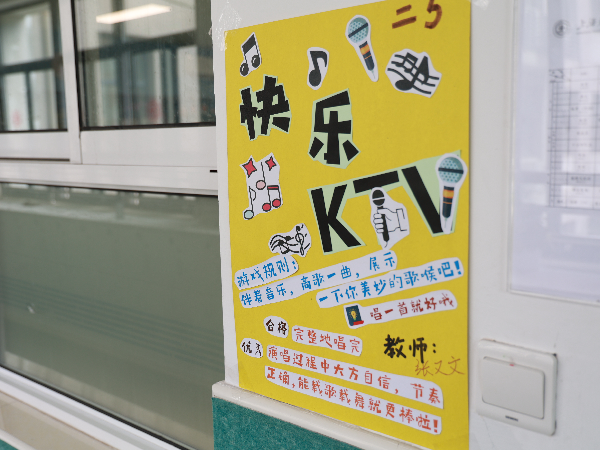 二5
快乐
KTV
游戏规则：
伴着音乐，高歌一曲，展示
一下你美妙的歌喉吧！
唱一首就好哦
合格 完整地唱完
优秀 演唱过程中大方自信，节奏
正确，能载歌载舞就更棒啦！
教师：
张又文